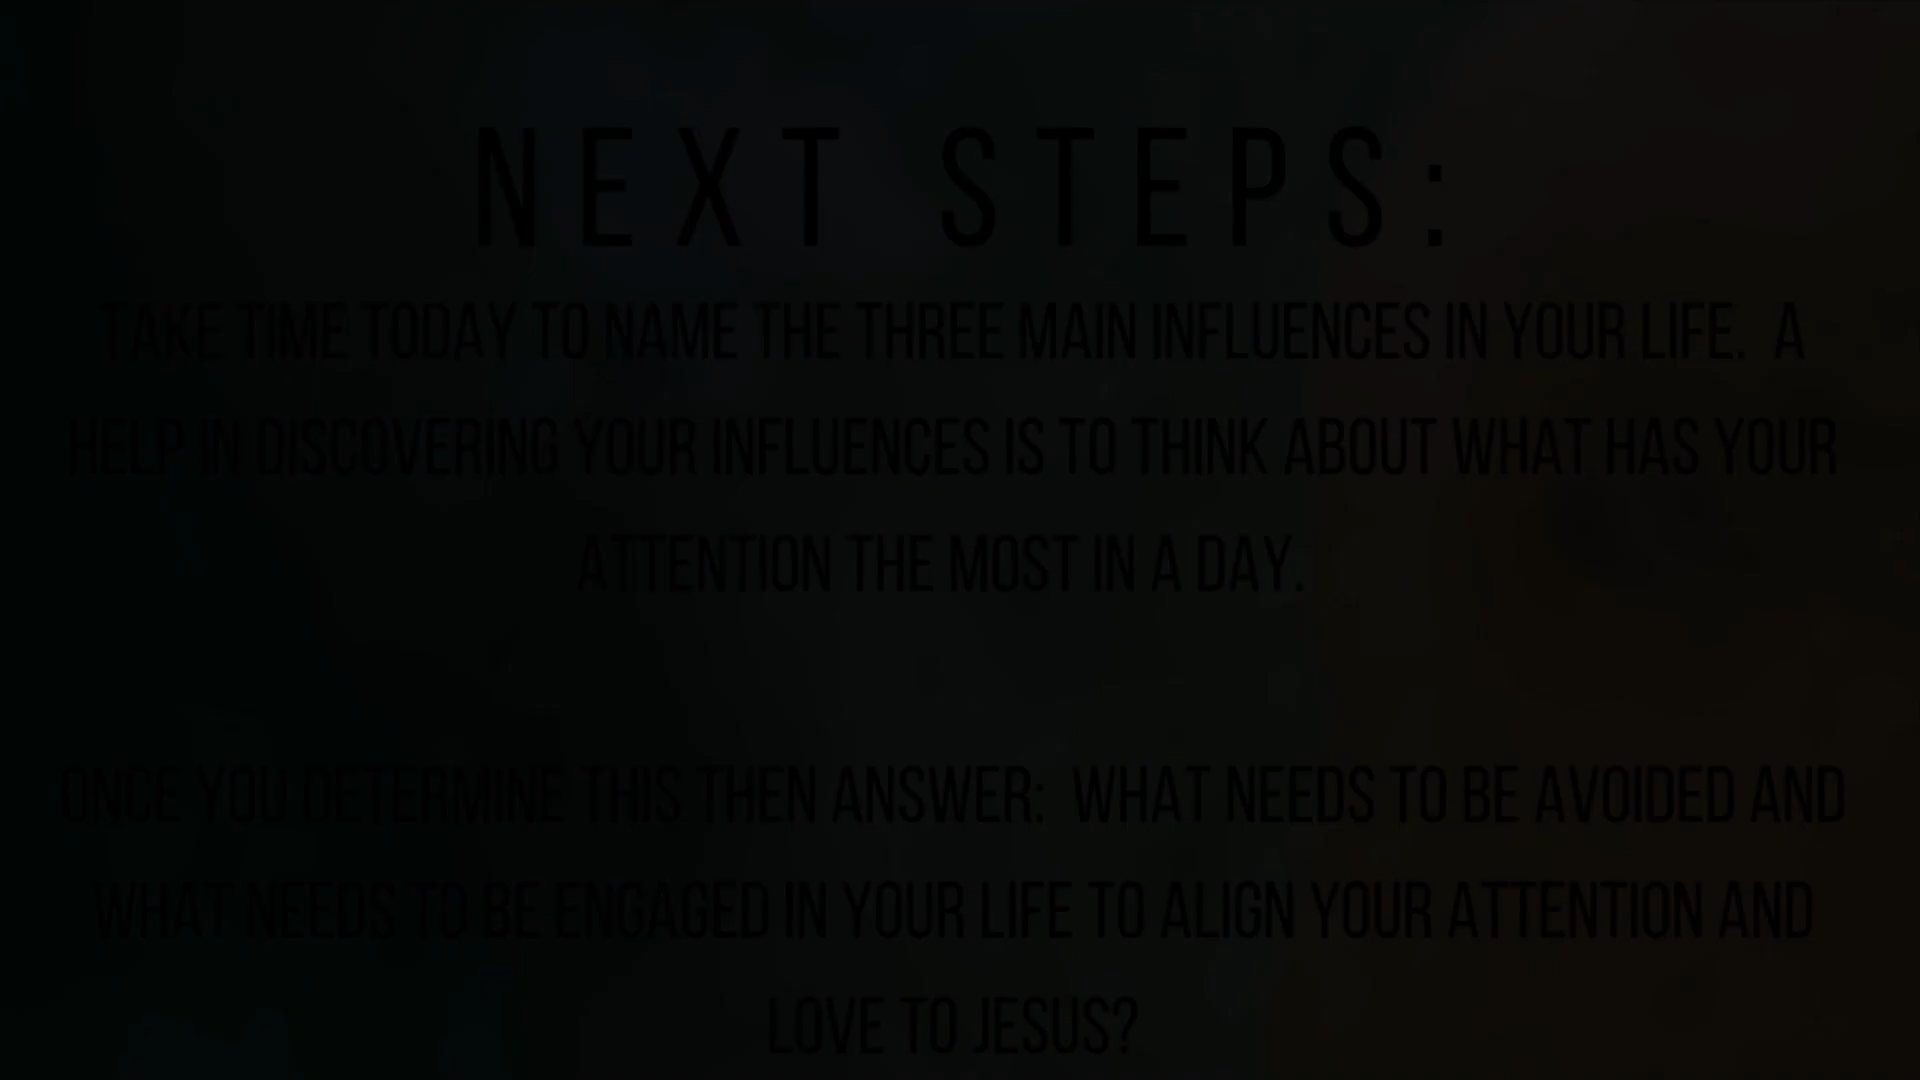 NEXT STEPS:
TAKE TIME TODAY TO NAME THE THREE MAIN INFLUENCES IN YOUR LIFE. A
HELP IN DISCOVERING YOUR INFLUENCES IS TO THINK ABOUT WHAT HAS YOUR
ATTENTION THE MOST IN A DAY.
ONCE YOU DETERMINE THIS THEN ANSWER: WHAT NEEDS TO BE AVOIDED AND
WHAT NEEDS TO BE ENGAGED IN YOUR LIFE TO ALIGN YOUR ATTENTION AND
LOVE TO JESUS?